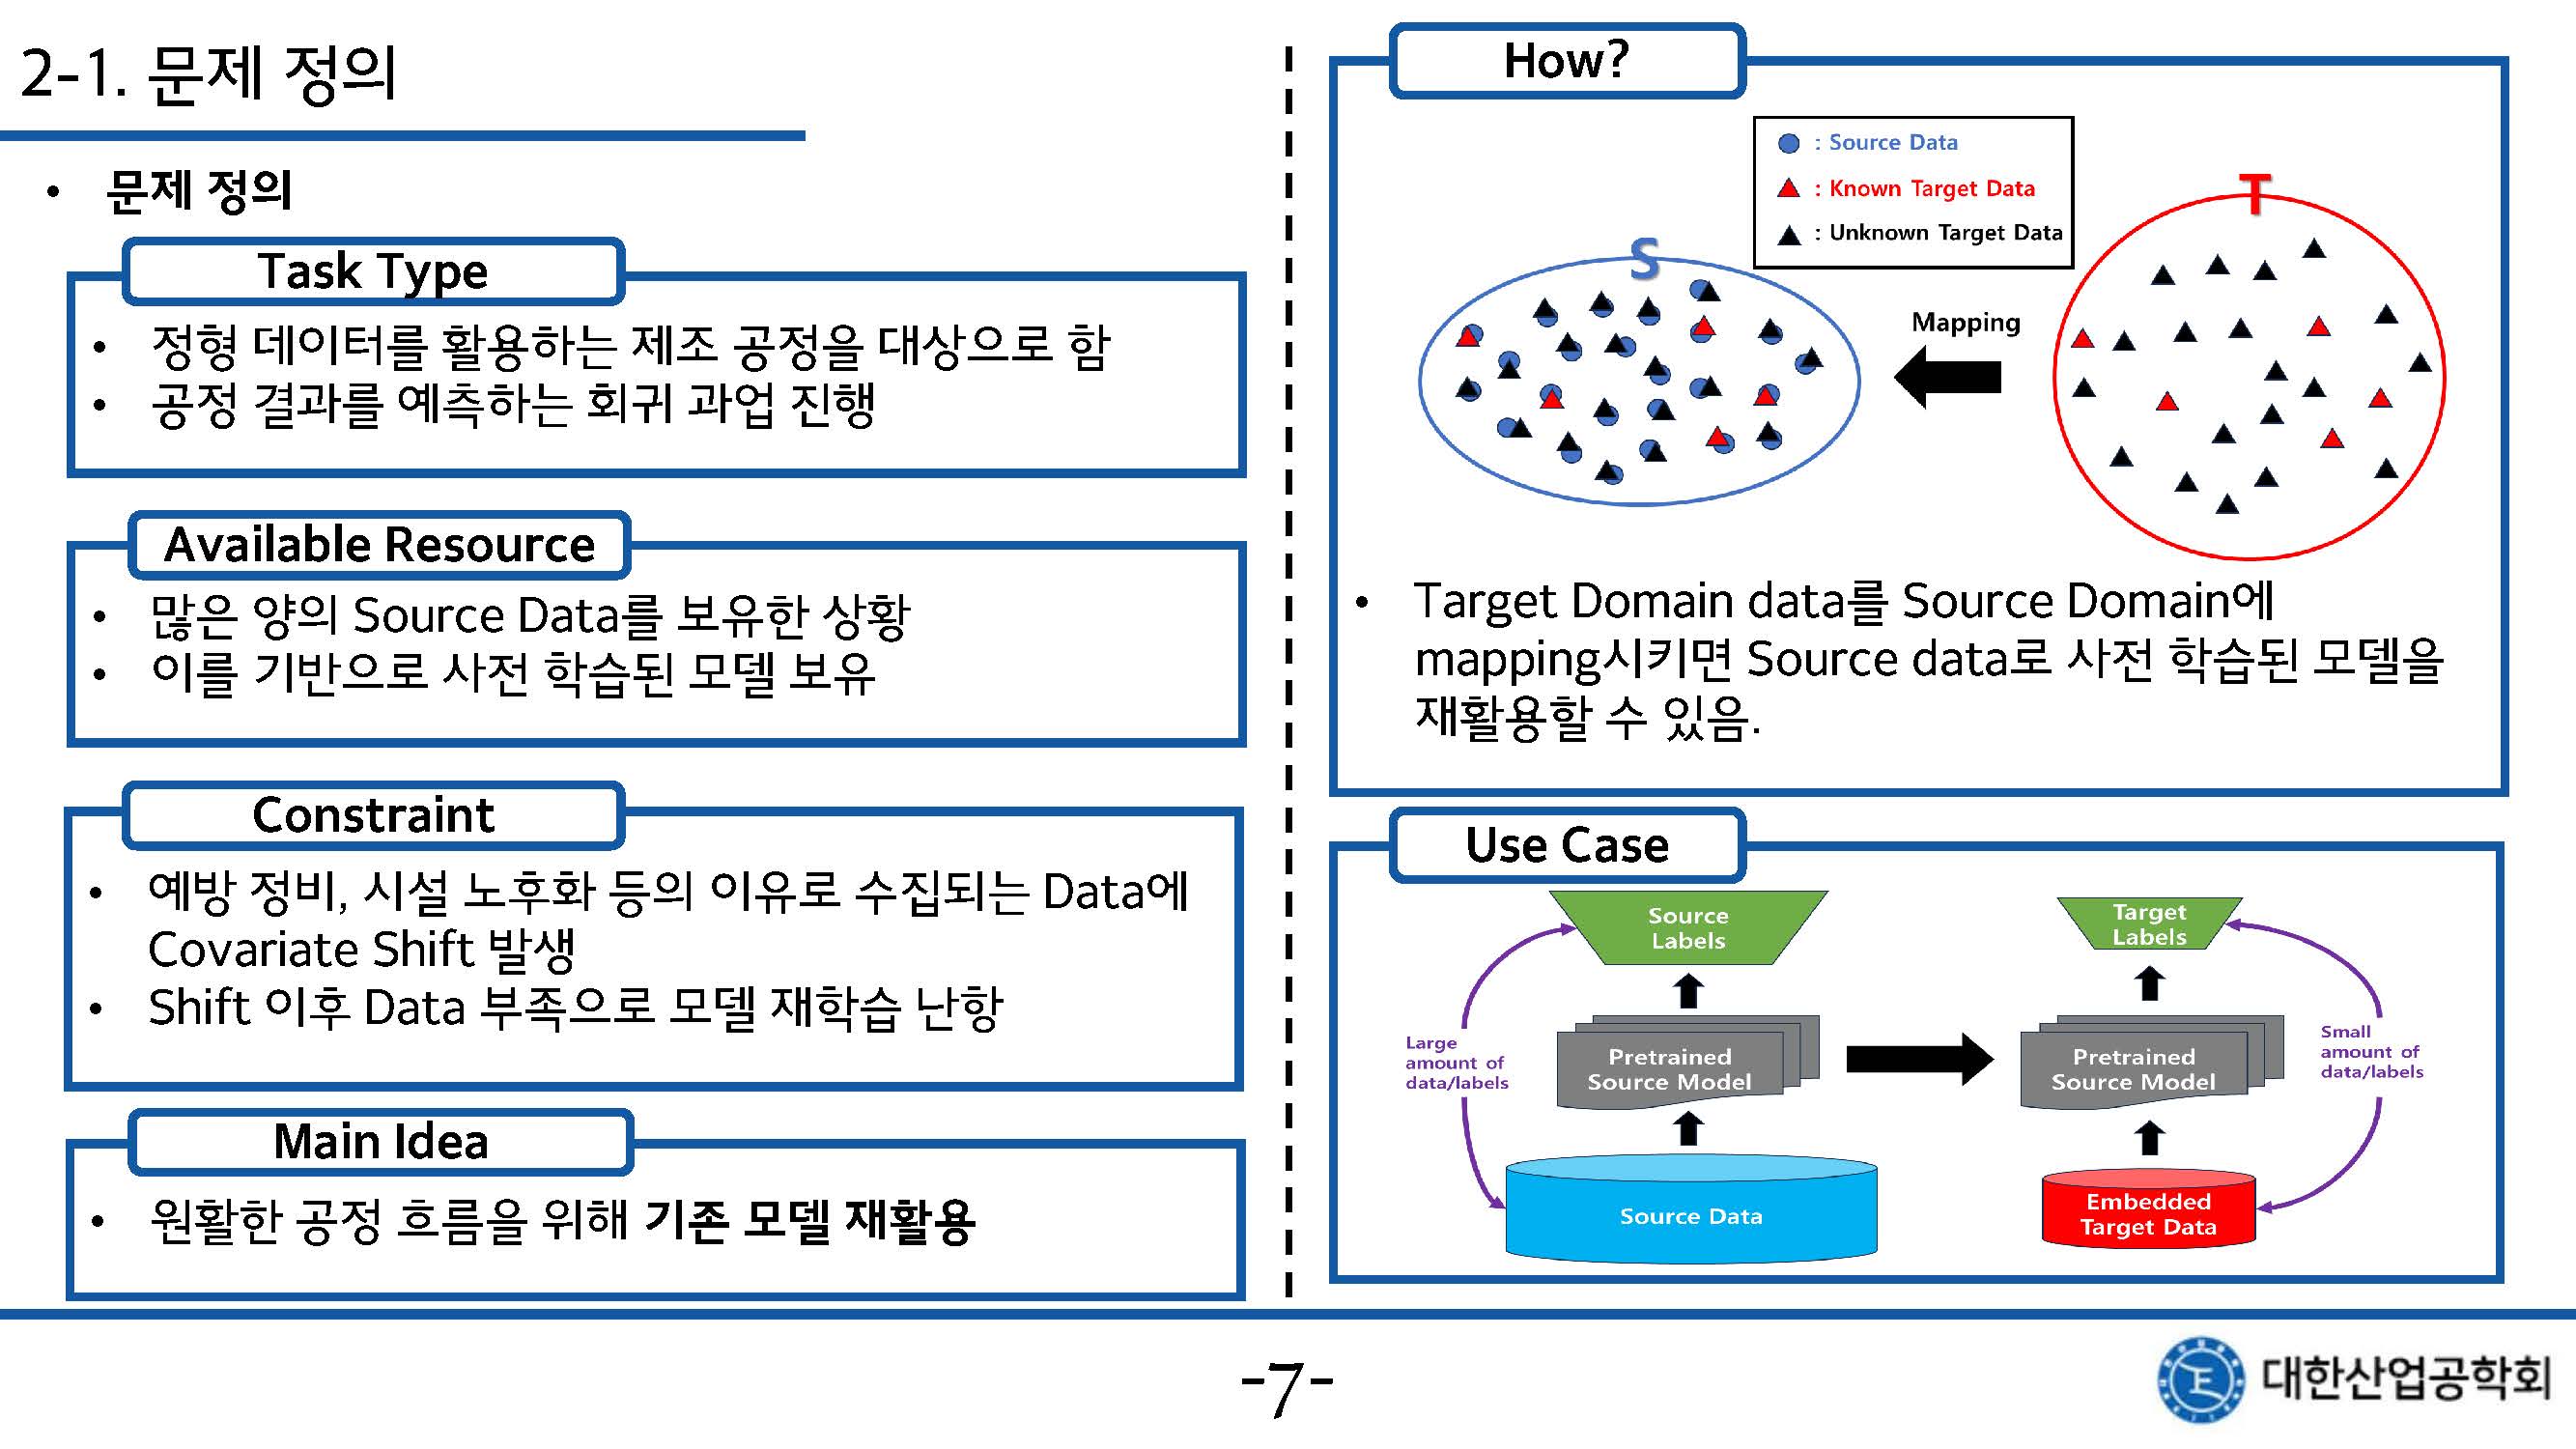 2-1. 문제 정의
• 문제 정의
Task Type
• 정형 데이터를 활용하는 제조 공정을 대상으로 함
• 공정 결과를 예측하는 회귀 과업 진행
Available Resource
• 많은 양의 Source Data를 보유한 상황
• 이를 기반으로 사전 학습된 모델 보유
Constraint
• 예방 정비, 시설 노후화 등의 이유로 수집되는 Data에
Covariate Shift 발생
• Shift 이후 Data 부족으로 모델 재학습 난항
Main Idea
• 원활한 공정 흐름을 위해 기존 모델 재활용
How?
: Source Data
: Known Target Data
: Unknown Target Data
S
T
Mapping
• Target Domain data를 Source Domain에
mapping시키면 Source data로 사전 학습된 모델을
재활용할 수 있음.
Use Case
Source
Labels
Large
amount of
data/labels
Pretrained
Source Model
Source Data
Target
Labels
Pretrained
Source Model
Small
amount of
data/labels
Embedded
Target Data
-7-
대한산업공학회